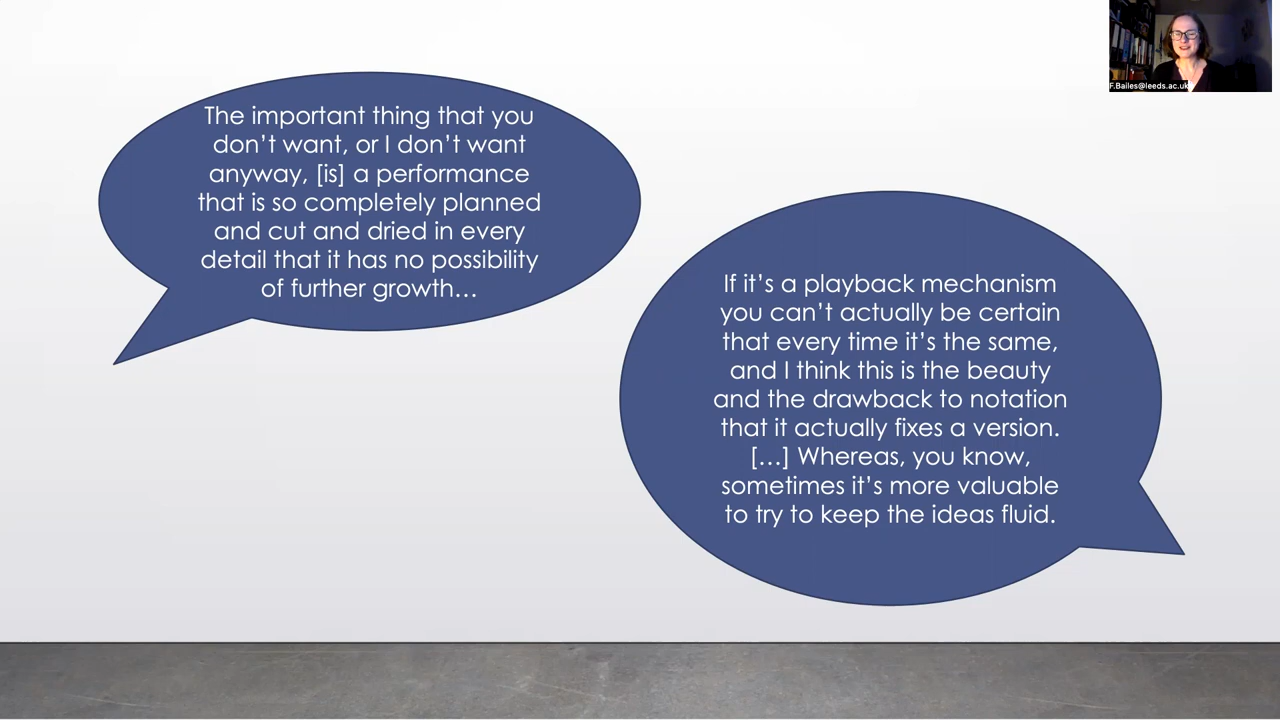 The important thing that you
don't want, or I don't want
anyway, [is] a performance
that is so completely planned
and cut and dried in every
detail that it has no possibility
of further growth…
If it's a playback mechanism
you can't actually be certain
that every time it's the same,
and I think this is the beauty
and the drawback to notation
that it actually fixes a version.
[…] Whereas, you know,
sometimes it's more valuable
to try to keep the ideas fluid.
F.Bailes@leeds.ac.uk